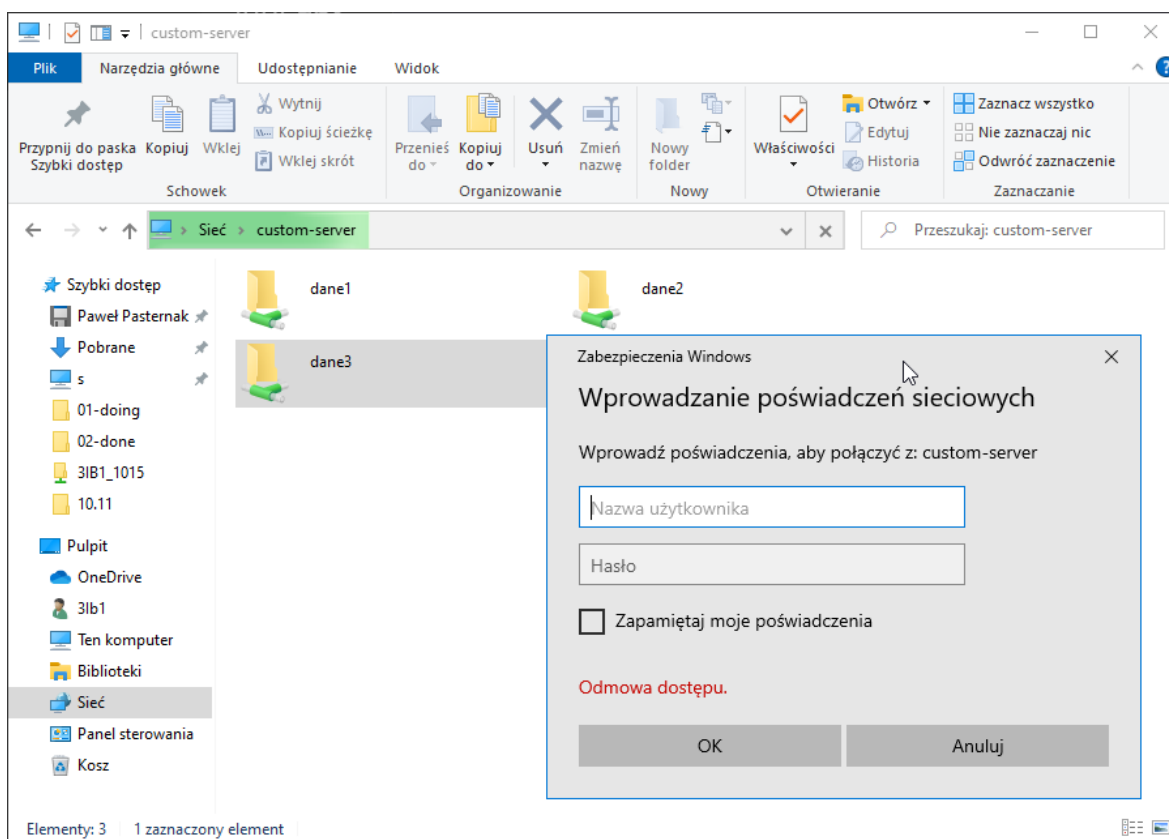 custom-server
Plik Narzędzia główne Udostępnianie Widok
Przypnij do paska
Szybki dostęp
Kopiuj
Wklej
Wytnij
Kopiuj ścieżkę
Wklej skrót
Schowek
Przenieś
do
Kopiuj
do
Usuń
Zmień
nazwę
Organizowanie
Nowy
folder
Nowy
Właściwości
Otwórz
Edytuj
Historia
Otwieranie
Zaznacz wszystko
Nie zaznaczaj nic
Odwróć zaznaczenie
Zaznaczanie
Sieć custom-server
Przeszukaj: custom-server
Szybki dostęp
Paweł Pasternak
Pobrane
s
01-doing
02-done
3IB1_1015
10.11
Pulpit
OneDrive
3lb1
Ten komputer
Biblioteki
Sieć
Panel sterowania
Kosz
dane1
dane2
dane3
Zabezpieczenia Windows
Wprowadzanie poświadczeń sieciowych
Wprowadź poświadczenia, aby połączyć z: custom-server
Nazwa użytkownika
Hasło
Zapamiętaj moje poświadczenia
Odmowa dostępu.
OK Anuluj
Elementy: 3 1 zaznaczony element